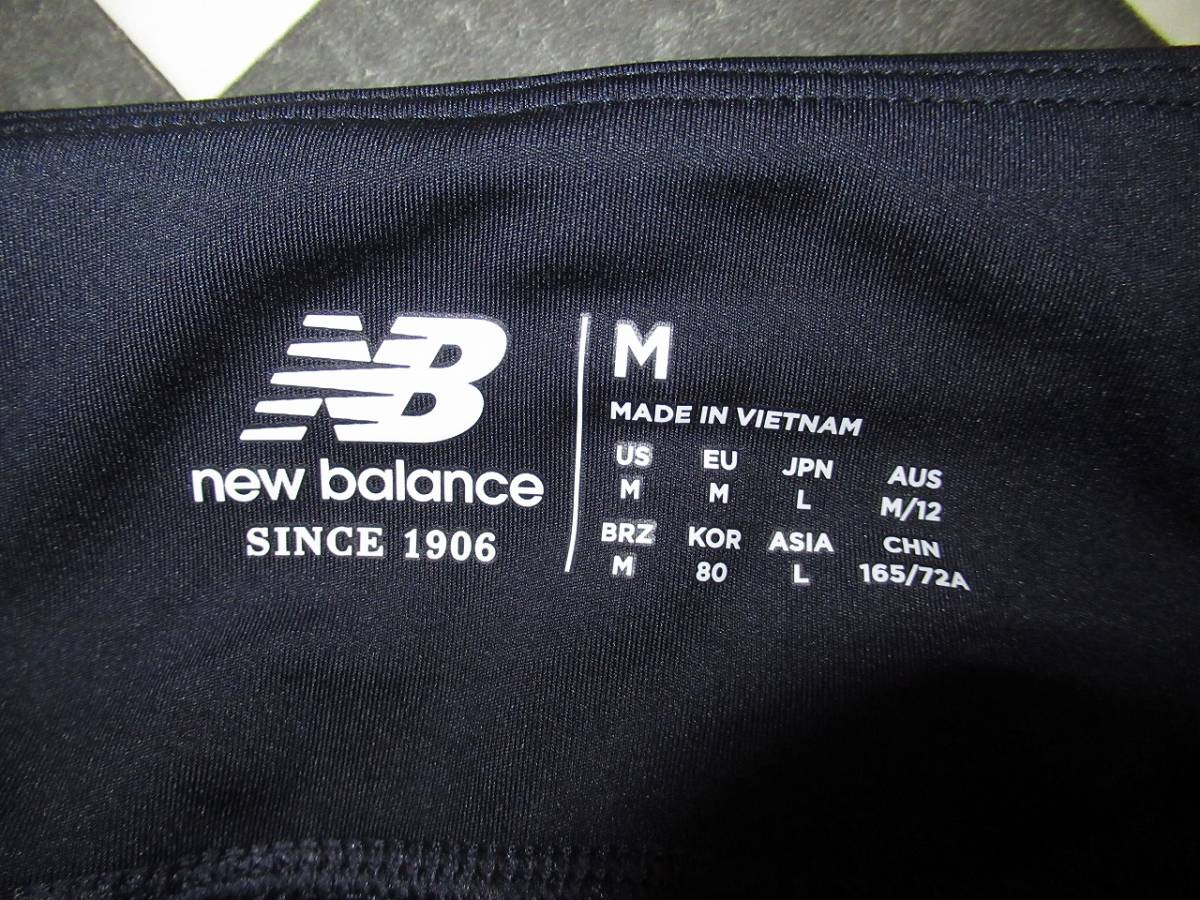 NB
new balance
SINCE 1906
M
MADE IN VIETNAM
US EU JPN AUS
M M L M/12
BRZ KOR ASIA CHN
M 80 L 165/72A